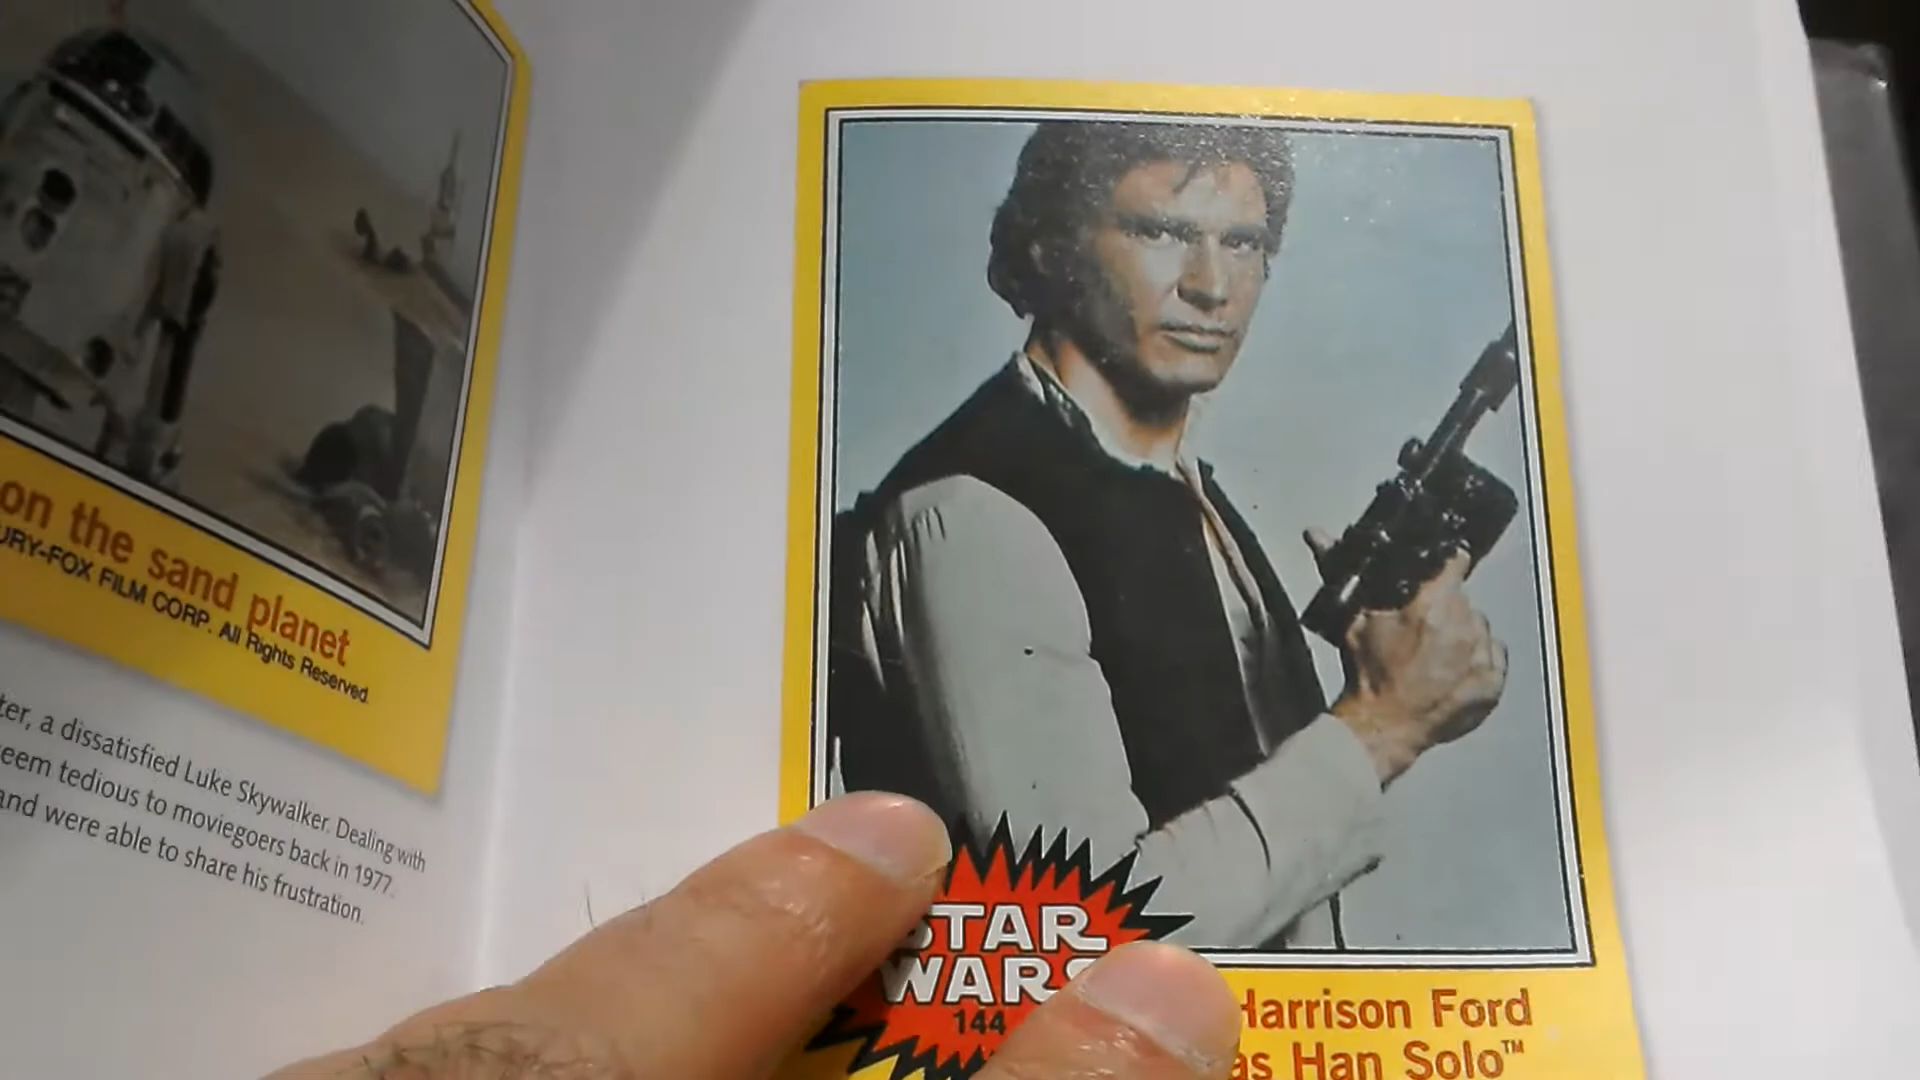 on the sand planet
URY-FOX FILM CORP. All Rights Reserved.
ter, a dissatisfied Luke Skywalker. Dealing with
eem tedious to moviegoers back in 1977.
and were able to share his frustration.
STAR
WARS
144
Harrison Ford
as Han Solo™